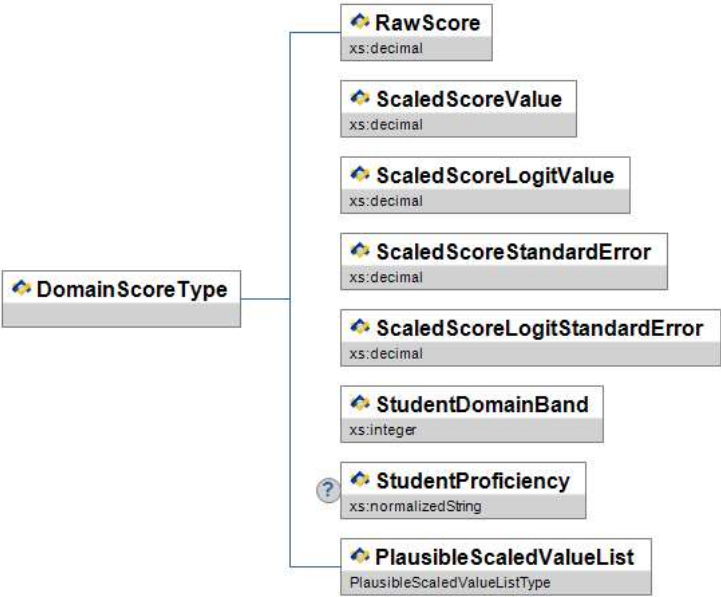 RawScore
xs:decimal
ScaledScoreValue
xs:decimal
ScaledScoreLogitValue
xs:decimal
ScaledScoreStandardError
xs:decimal
DomainScoreType
ScaledScoreLogitStandardError
xs:decimal
StudentDomainBand
xs:integer
?
StudentProficiency
xs:normalizedString
PlausibleScaledValueList
PlausibleScaledValueListType